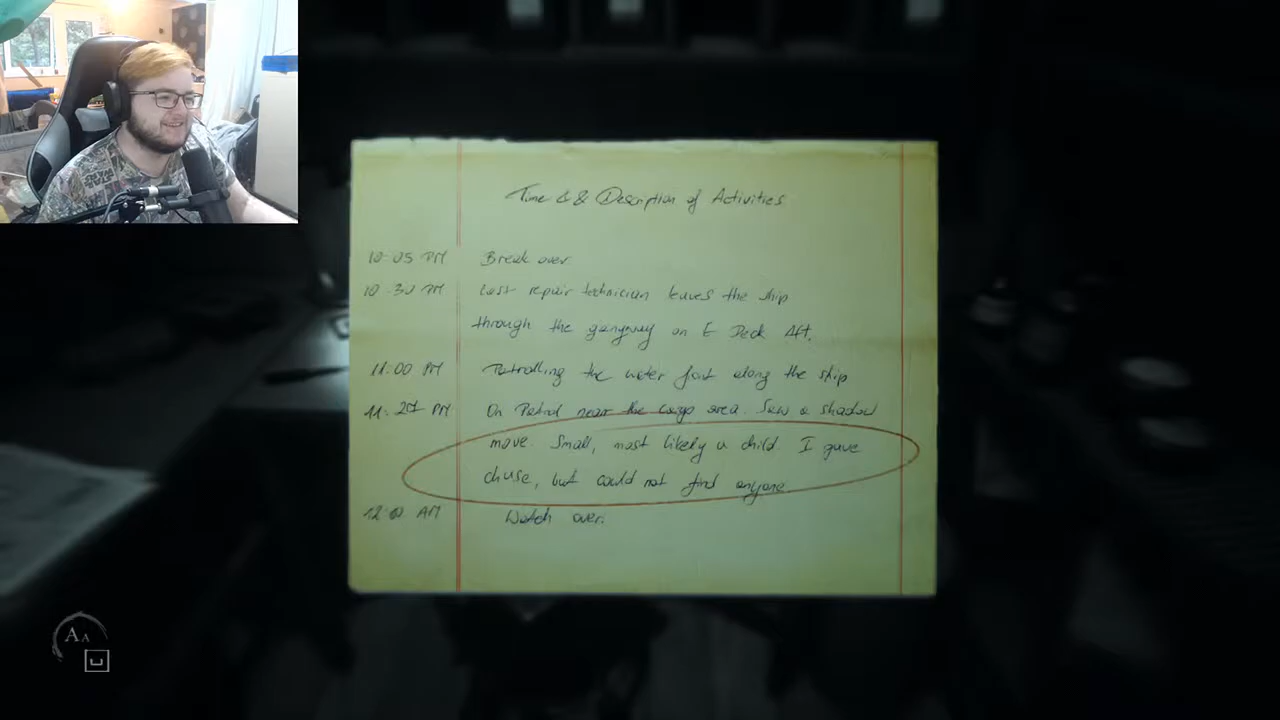 Time & Description of Activities
10:05 PM Break over.
10:30 PM Last repair technician leaves the ship
through the gangway on E Deck Aft.
11:00 PM Patrolling the water front along the ship
11:27 PM On Patrol near the cargo area. Saw a shadow
move. Small, most likely a child. I gave
chase, but could not find anyone
12:0 AM Watch over.
AA